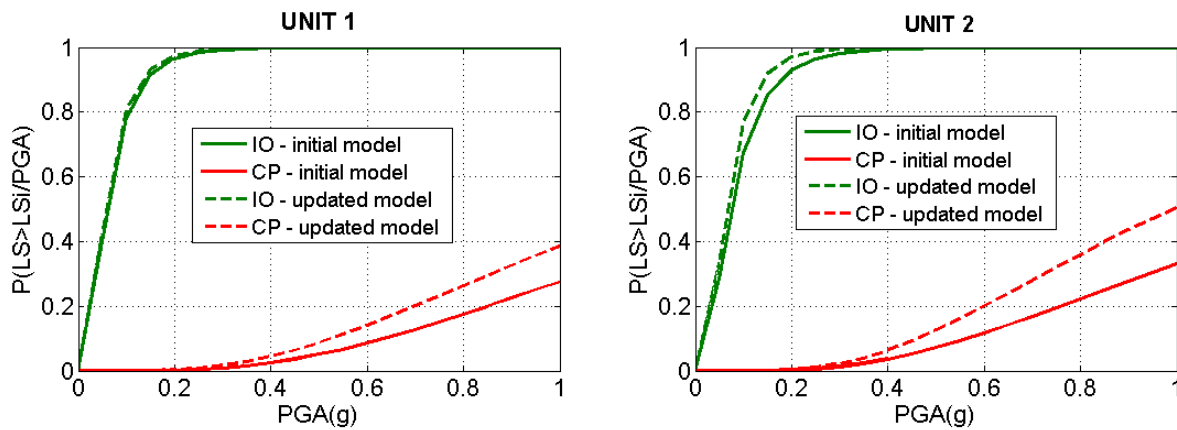 UNIT 1
P(LS>LSi/PGA)
1
0.8
0.6
0.4
0.2
0
IO - initial model
CP - initial model
IO - updated model
CP - updated model
0 0.2 0.4 0.6 0.8 1
PGA(g)
UNIT 2
P(LS>LSi/PGA)
1
0.8
0.6
0.4
0.2
0
IO - initial model
CP - initial model
IO - updated model
CP - updated model
0 0.2 0.4 0.6 0.8 1
PGA(g)